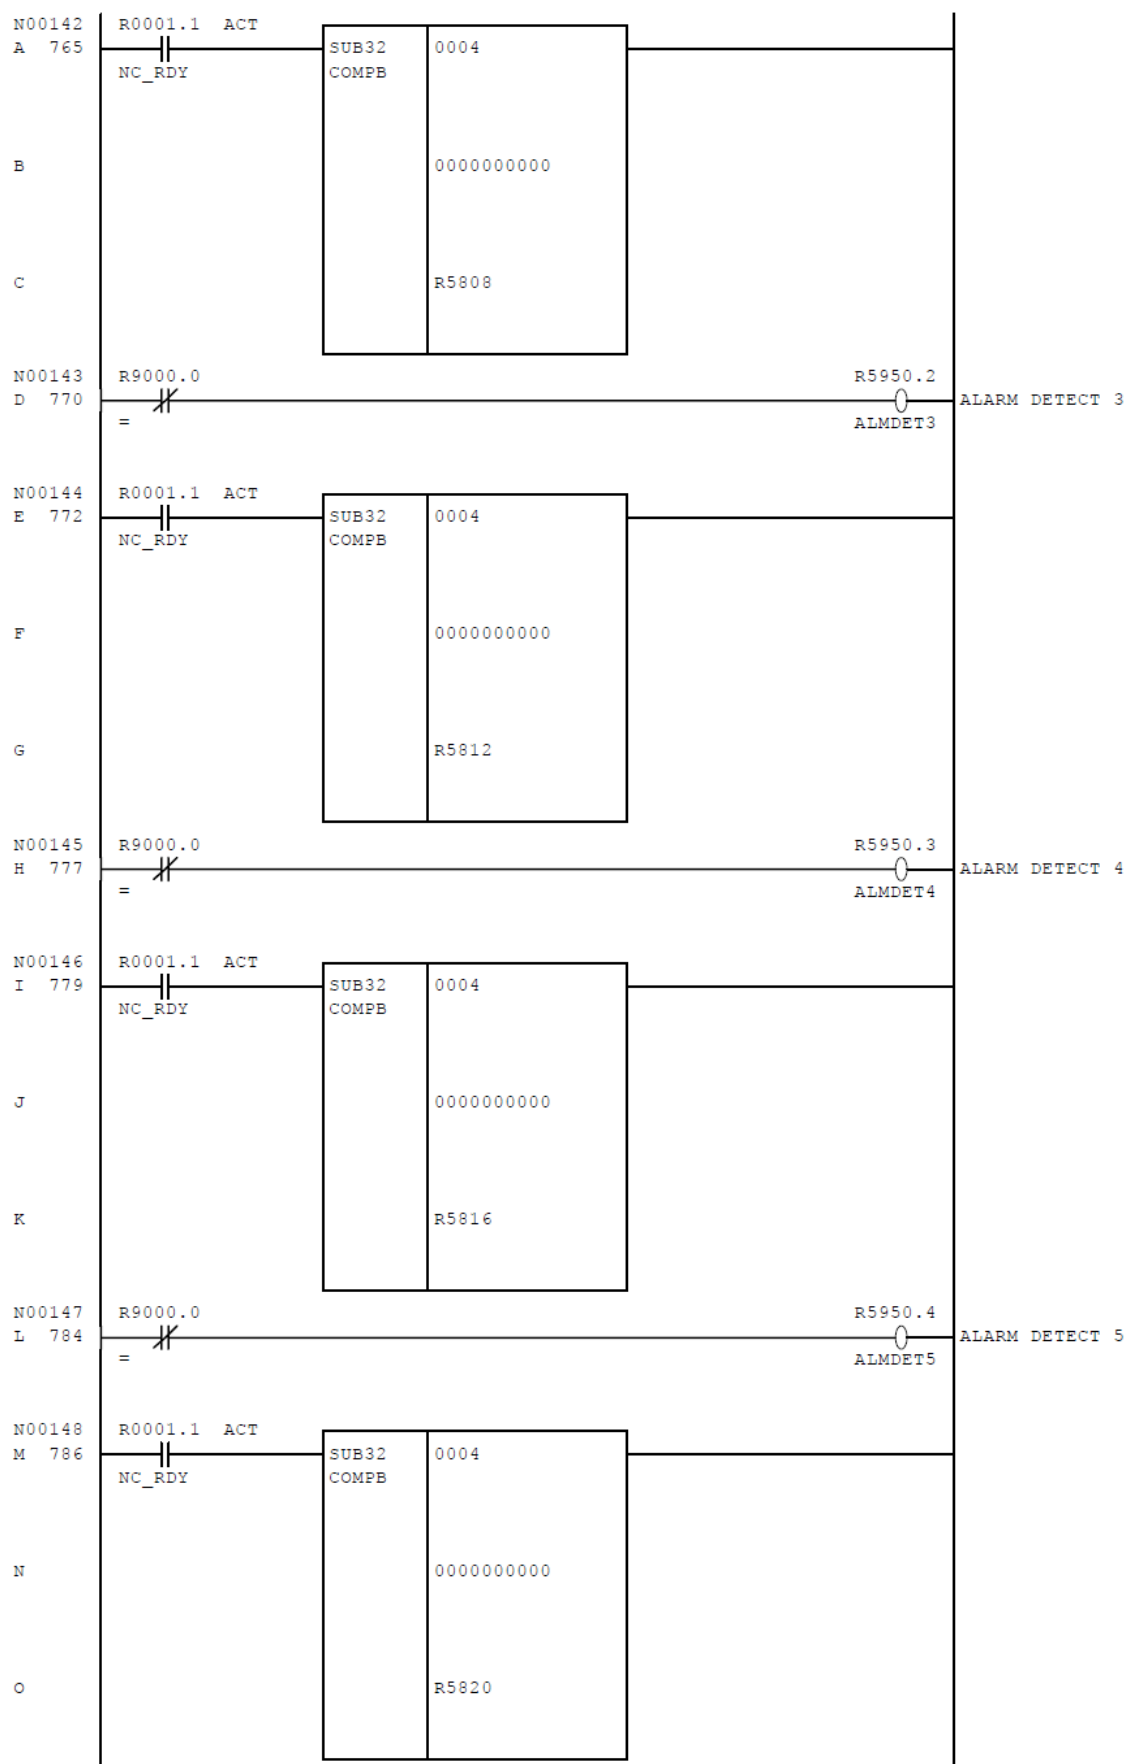 N00142 R0001.1 ACT
A 765 SUB32 0004
NC_RDY COMPB
B 0000000000
C R5808
N00143 R9000.0 R5950.2
D 770 ALARM DETECT 3
= ALMDET3
N00144 R0001.1 ACT
E 772 SUB32 0004
NC_RDY COMPB
F 0000000000
G R5812
N00145 R9000.0 R5950.3
H 777 ALARM DETECT 4
= ALMDET4
N00146 R0001.1 ACT
I 779 SUB32 0004
NC_RDY COMPB
J 0000000000
K R5816
N00147 R9000.0 R5950.4
L 784 ALARM DETECT 5
= ALMDET5
N00148 R0001.1 ACT
M 786 SUB32 0004
NC_RDY COMPB
N 0000000000
O R5820